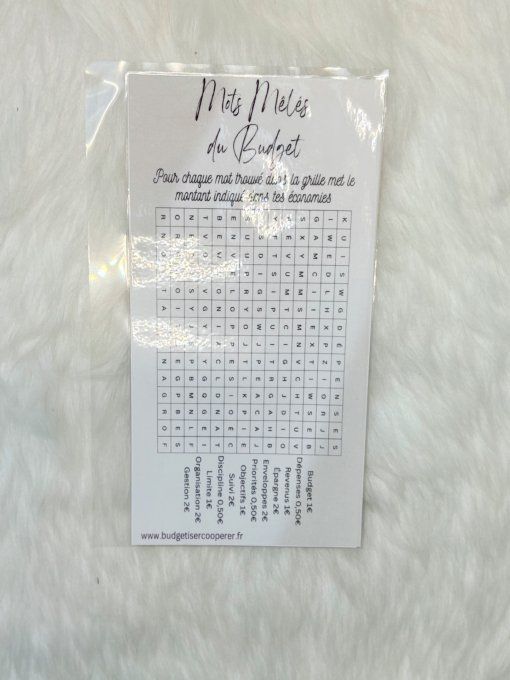 Mots Mêlés
du Budget
Pour chaque mot trouvé dans la grille met le
montant indiqué dans tes économies
K U I S W G D É P E N S E S
I W E D L H X P Z I O R J J
G A M C I I E X T I W S E B
S X Y M M S M N V C H T U V
E V U M T C I G H J D I O
Y F T S I P U I T R G A H B
S D I G S W J P E A C A J
S U U P R Y O J T L K P I E
E N V E L O P P E S I O É C
B E V I O N I X C L D N A T
T V O V G Y Y G Q G E I
N E S Y J E P B M N L F
O R O I E G P B E S
R N O T A N A G R O F
Budget 1€
Dépenses 0,50€
Revenus 1€
Épargne 2€
Enveloppes 2€
Priorités 0,50€
Objectifs 1€
Suivi 2€
Discipline 0,50€
Limite 1€
Organisation 2€
Gestion 2€
www.budgetisercooperer.fr